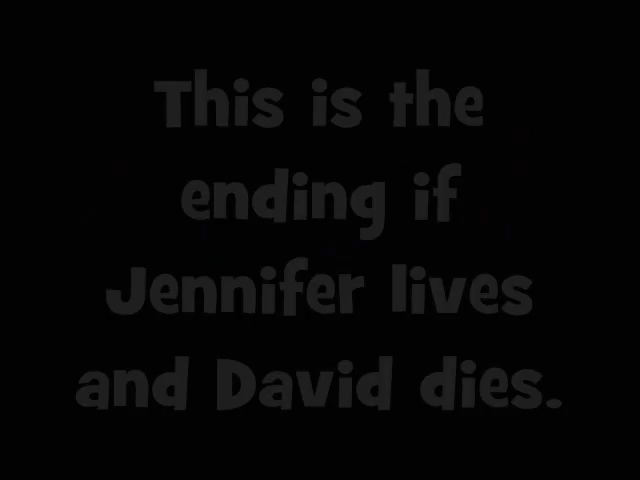 This is the
ending if
Jennifer lives
and David dies.